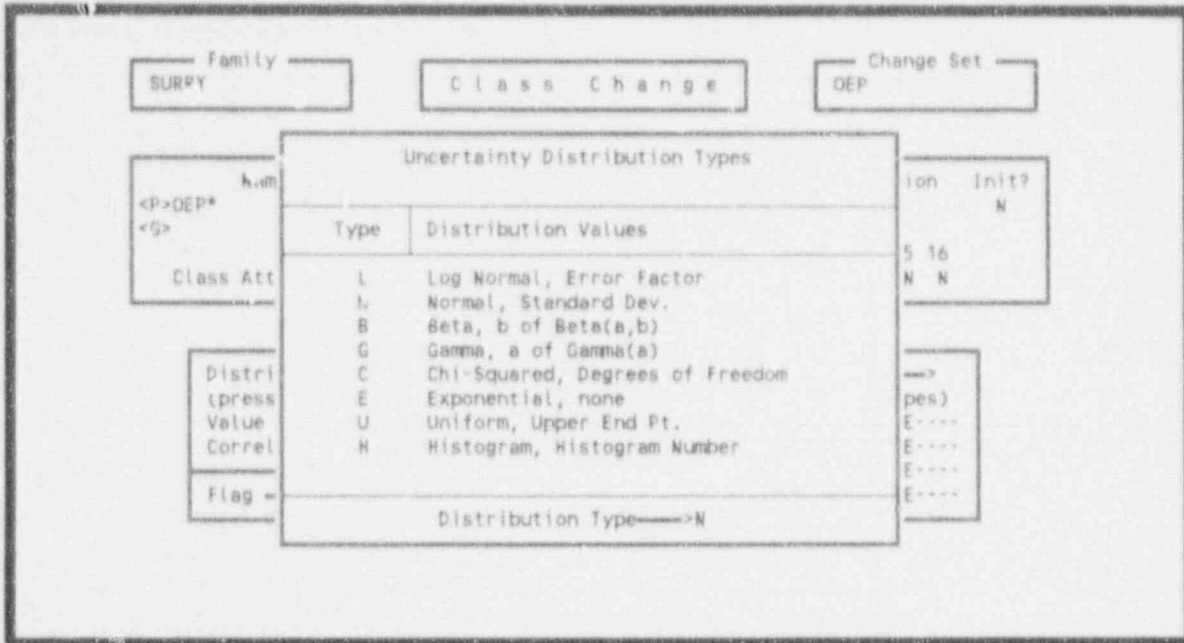 Family
SURRY
Class Change
Change Set
OEP
Uncertainty Distribution Types
Nam
ion Init?
<P>OEP*
N
<G>
Type Distribution Values
5 16
Class Att
N N
L Log Normal, Error Factor
N Normal, Standard Dev.
B Beta, b of Beta(a,b)
G Gamma, a of Gamma(a)
Distri
C Chi-Squared, Degrees of Freedom
-->
(press
E Exponential, none
pes)
Value
U Uniform, Upper End Pt.
E----
Correl
H Histogram, Histogram Number
E----
E----
Flag
E----
Distribution Type---->N